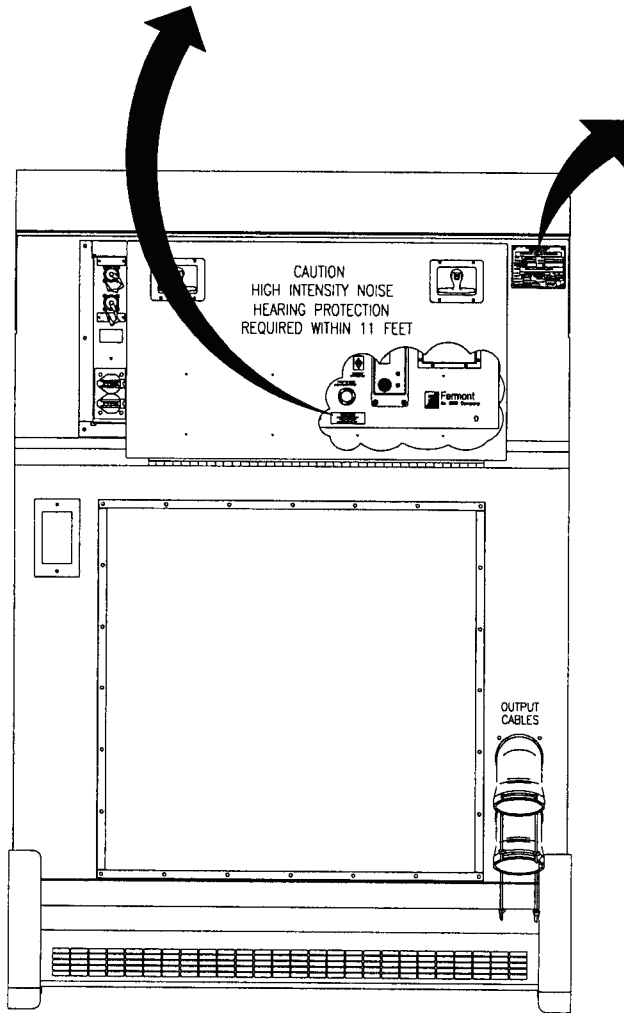 CAUTION
HIGH INTENSITY NOISE
HEARING PROTECTION
REQUIRED WITHIN 11 FEET
Fermont
OUTPUT
CABLES